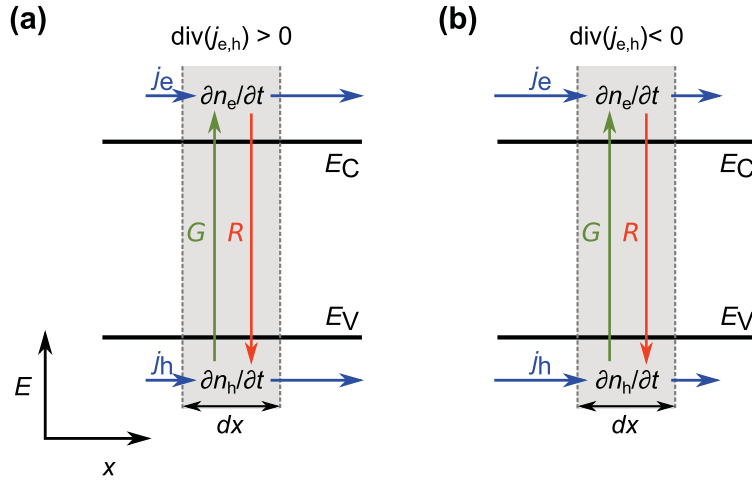 (a)
div(je,h) > 0
je
∂ne/∂t
EC
G
R
EV
jh
∂nh/∂t
dx
E
x
(b)
div(je,h) < 0
je
∂ne/∂t
EC
G
R
EV
jh
∂nh/∂t
dx